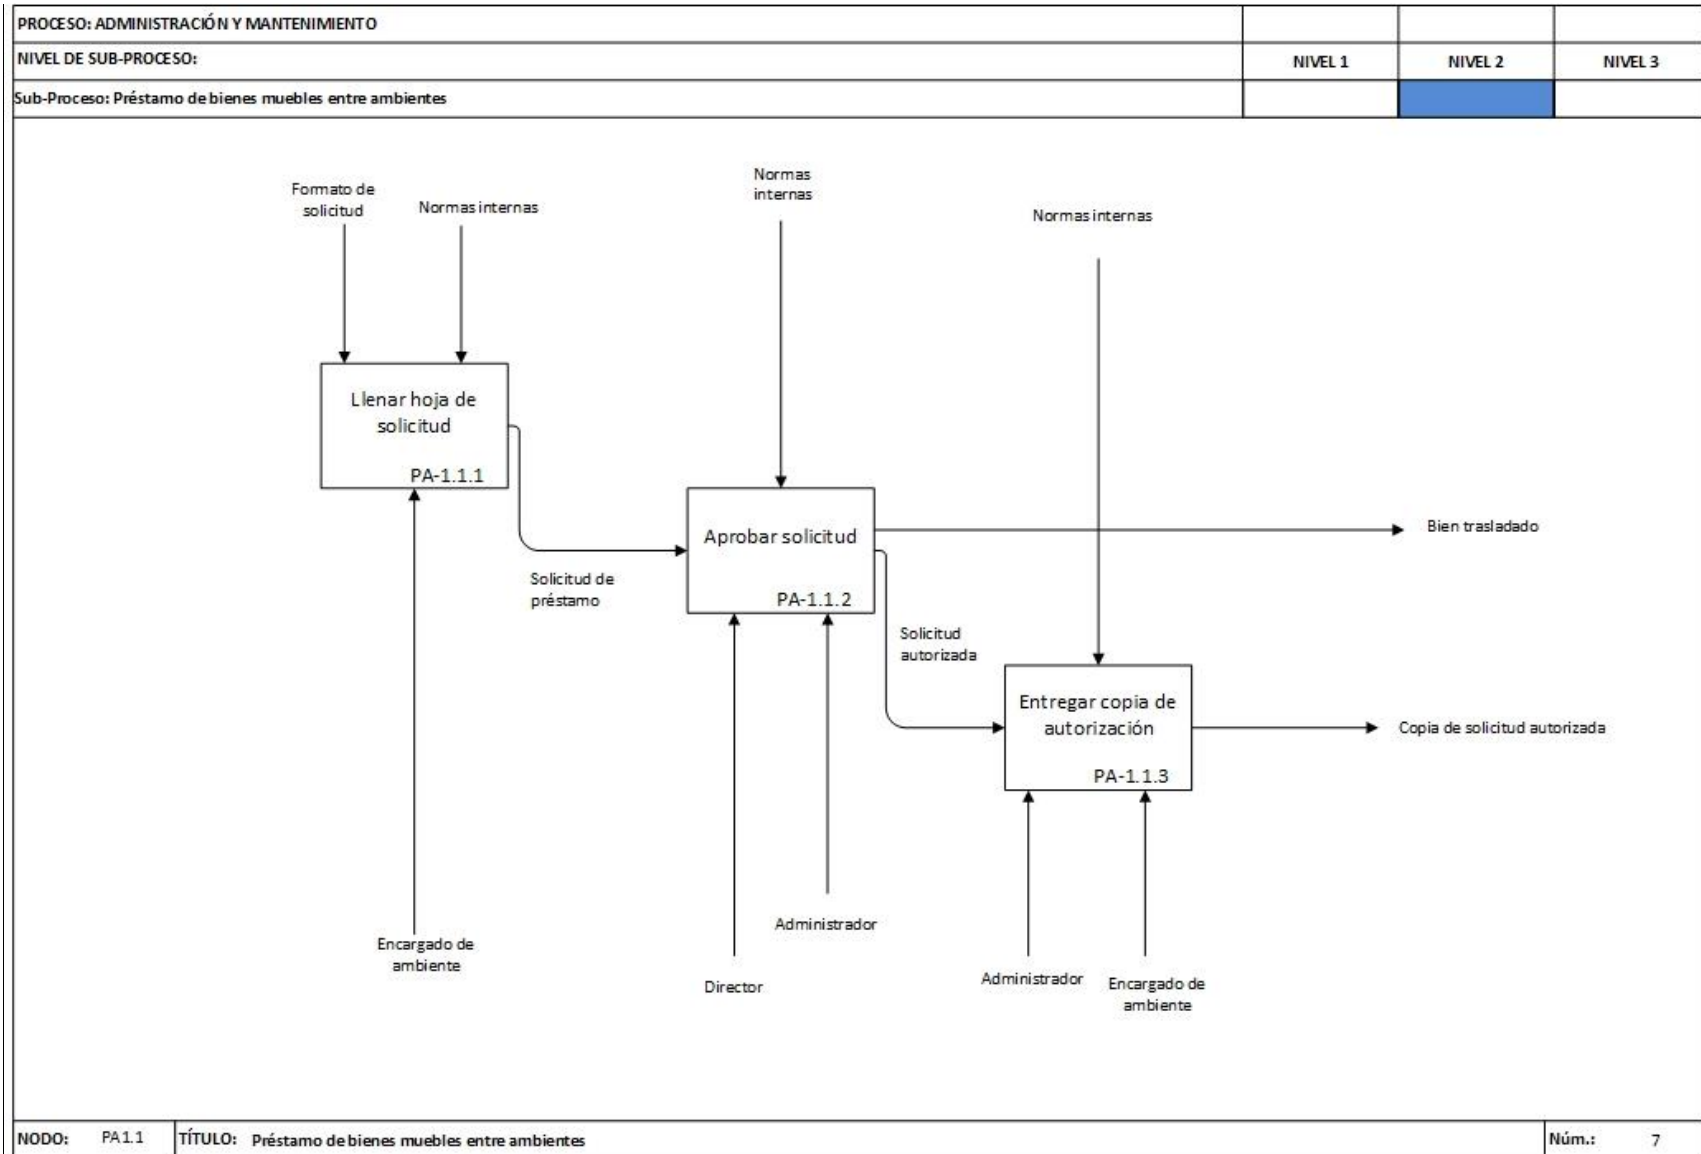 PROCESO: ADMINISTRACIÓN Y MANTENIMIENTO
NIVEL DE SUB-PROCESO:
NIVEL 1
NIVEL 2
NIVEL 3
Sub-Proceso: Préstamo de bienes muebles entre ambientes
Formato de
solicitud
Normas internas
Normas
internas
Normas internas
Llenar hoja de
solicitud
PA-1.1.1
Solicitud de
préstamo
Aprobar solicitud
PA-1.1.2
Bien trasladado
Solicitud
autorizada
Entregar copia de
autorización
PA-1.1.3
Copia de solicitud autorizada
Encargado de
ambiente
Director
Administrador
Administrador
Encargado de
ambiente
NODO: PA1.1
TÍTULO: Préstamo de bienes muebles entre ambientes
Núm.: 7